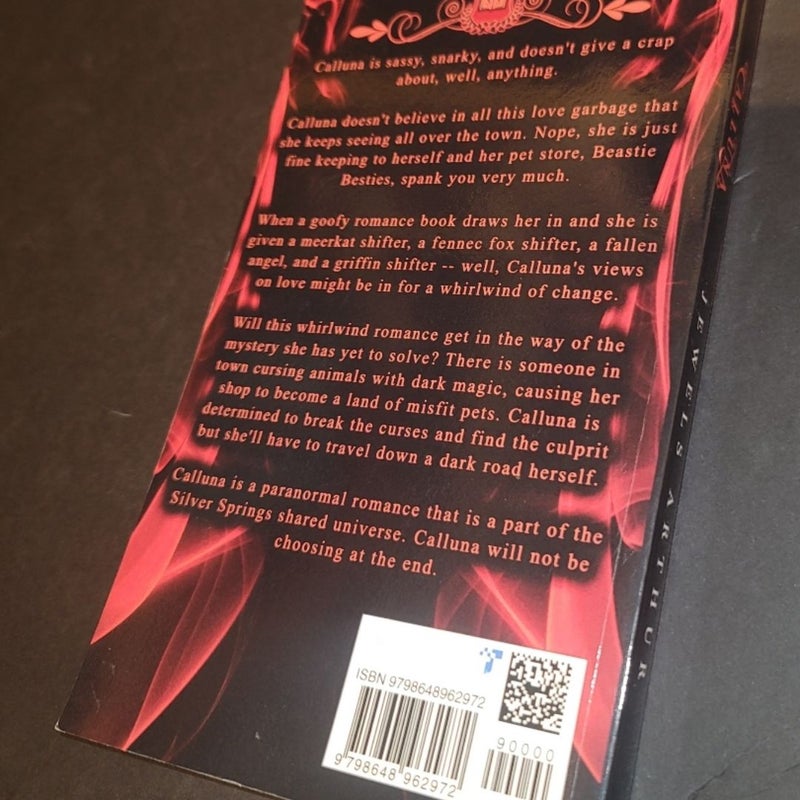 Calluna is sassy, snarky, and doesn't give a crap
about, well, anything.
Calluna doesn't believe in all this love garbage that
she keeps seeing all over the town. Nope, she is just
fine keeping to herself and her pet store, Beastie
Besties, spank you very much.
When a goofy romance book draws her in and she is
given a meerkat shifter, a fennec fox shifter, a fallen
angel, and a griffin shifter -- well, Calluna's views
on love might be in for a whirlwind of change.
Will this whirlwind romance get in the way of the
mystery she has yet to solve? There is someone in
town cursing animals with dark magic, causing her
shop to become a land of misfit pets. Calluna is
determined to break the curses and find the culprit
but she'll have to travel down a dark road herself.
Calluna is a paranormal romance that is a part of the
Silver Springs shared universe. Calluna will not be
choosing at the end.
ISBN 9798648962972
90000
9 798648 962972
CALLUNA
JEWELS ARTHUR